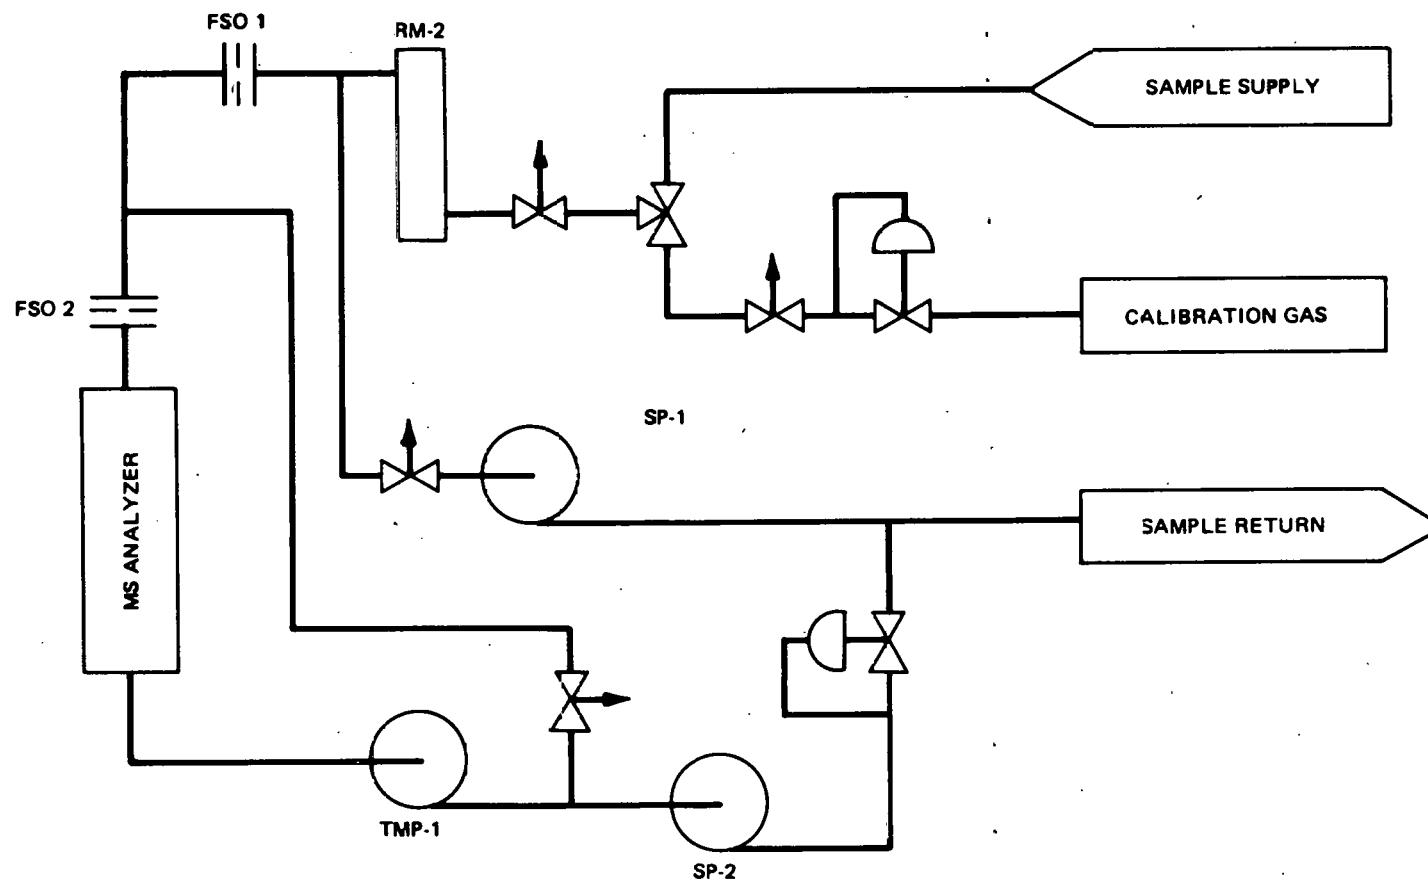 FSO 1
RM-2
SAMPLE SUPPLY
FSO 2
CALIBRATION GAS
SP-1
MS ANALYZER
SAMPLE RETURN
TMP-1
SP-2